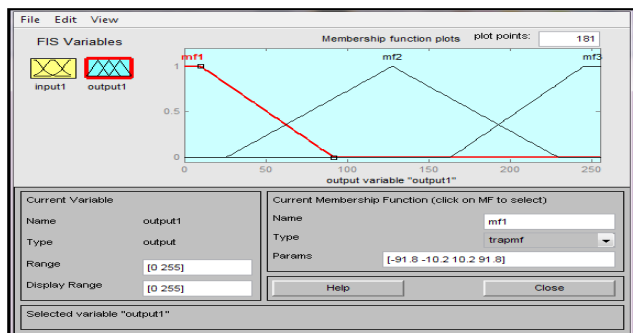 File Edit View
FIS Variables
Membership function plots plot points: 181
input1 output1
mf1 mf2 mf3
1
0.5
0
0 50 100 150 200 250
output variable "output1"
Current Variable
Name output1
Type output
Range [0 255]
Display Range [0 255]
Current Membership Function (click on MF to select)
Name mf1
Type trapmf
Params [-91.8 -10.2 10.2 91.8]
Help Close
Selected variable "output1"